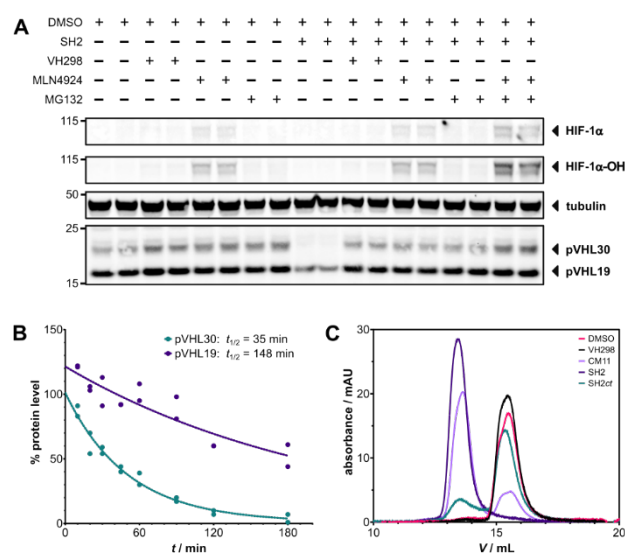 A
DMSO + + + + + + + + + + + + + + + + + +
SH2 − − − − − − − − + + + + + + + + + +
VH298 − − + + − − − − − − + + − − − − − −
MLN4924 − − − − + + − − − − − − + + − − + +
MG132 − − − − − − + + − − − − − − + + + +
115
HIF-1α
115
HIF-1α-OH
50
tubulin
25
pVHL30
pVHL19
15
B
pVHL30: t1/2 = 35 min
pVHL19: t1/2 = 148 min
% protein level
150
100
50
0
0 60 120 180
t / min
C
DMSO
VH298
CM11
SH2
SH2ct
absorbance / mAU
30
20
10
0
10 15 20
V / mL